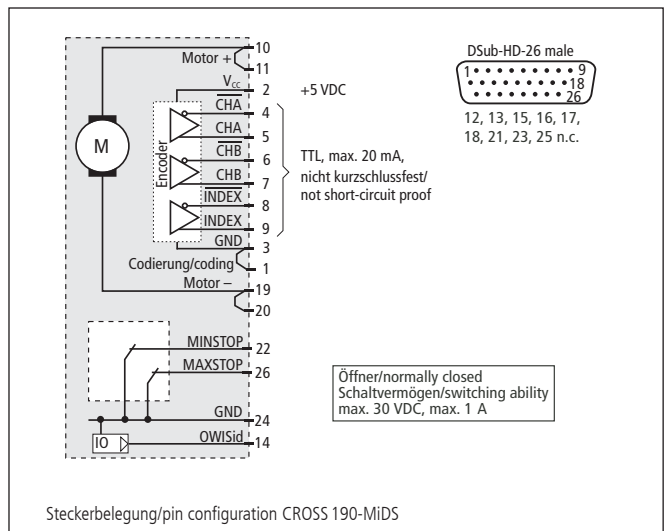 10
Motor +
11
VCC
2
+5 VDC
CHA
4
CHA
5
CHB
6
CHB
7
INDEX
8
INDEX
9
GND
3
Codierung/coding
1
Motor –
19
20
M
Encoder
TTL, max. 20 mA,
nicht kurzschlussfest/
not short-circuit proof
DSub-HD-26 male
1 9
18
26
12, 13, 15, 16, 17,
18, 21, 23, 25 n.c.
MINSTOP
22
MAXSTOP
26
GND
24
IO
OWISid
14
Öffner/normally closed
Schaltvermögen/switching ability
max. 30 VDC, max. 1 A
Steckerbelegung/pin configuration CROSS 190-MiDS